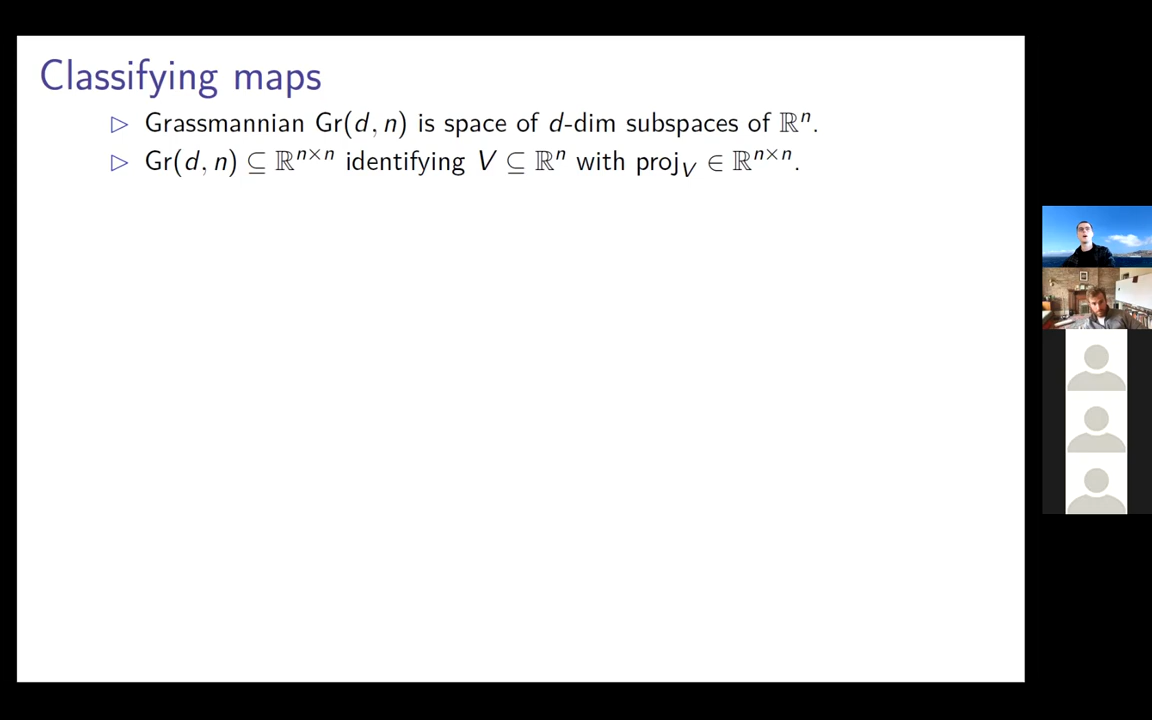 Classifying maps
▷ Grassmannian Gr(d, n) is space of d-dim subspaces of ℝⁿ.
▷ Gr(d, n) ⊆ ℝⁿˣⁿ identifying V ⊆ ℝⁿ with proj_V ∈ ℝⁿˣⁿ.